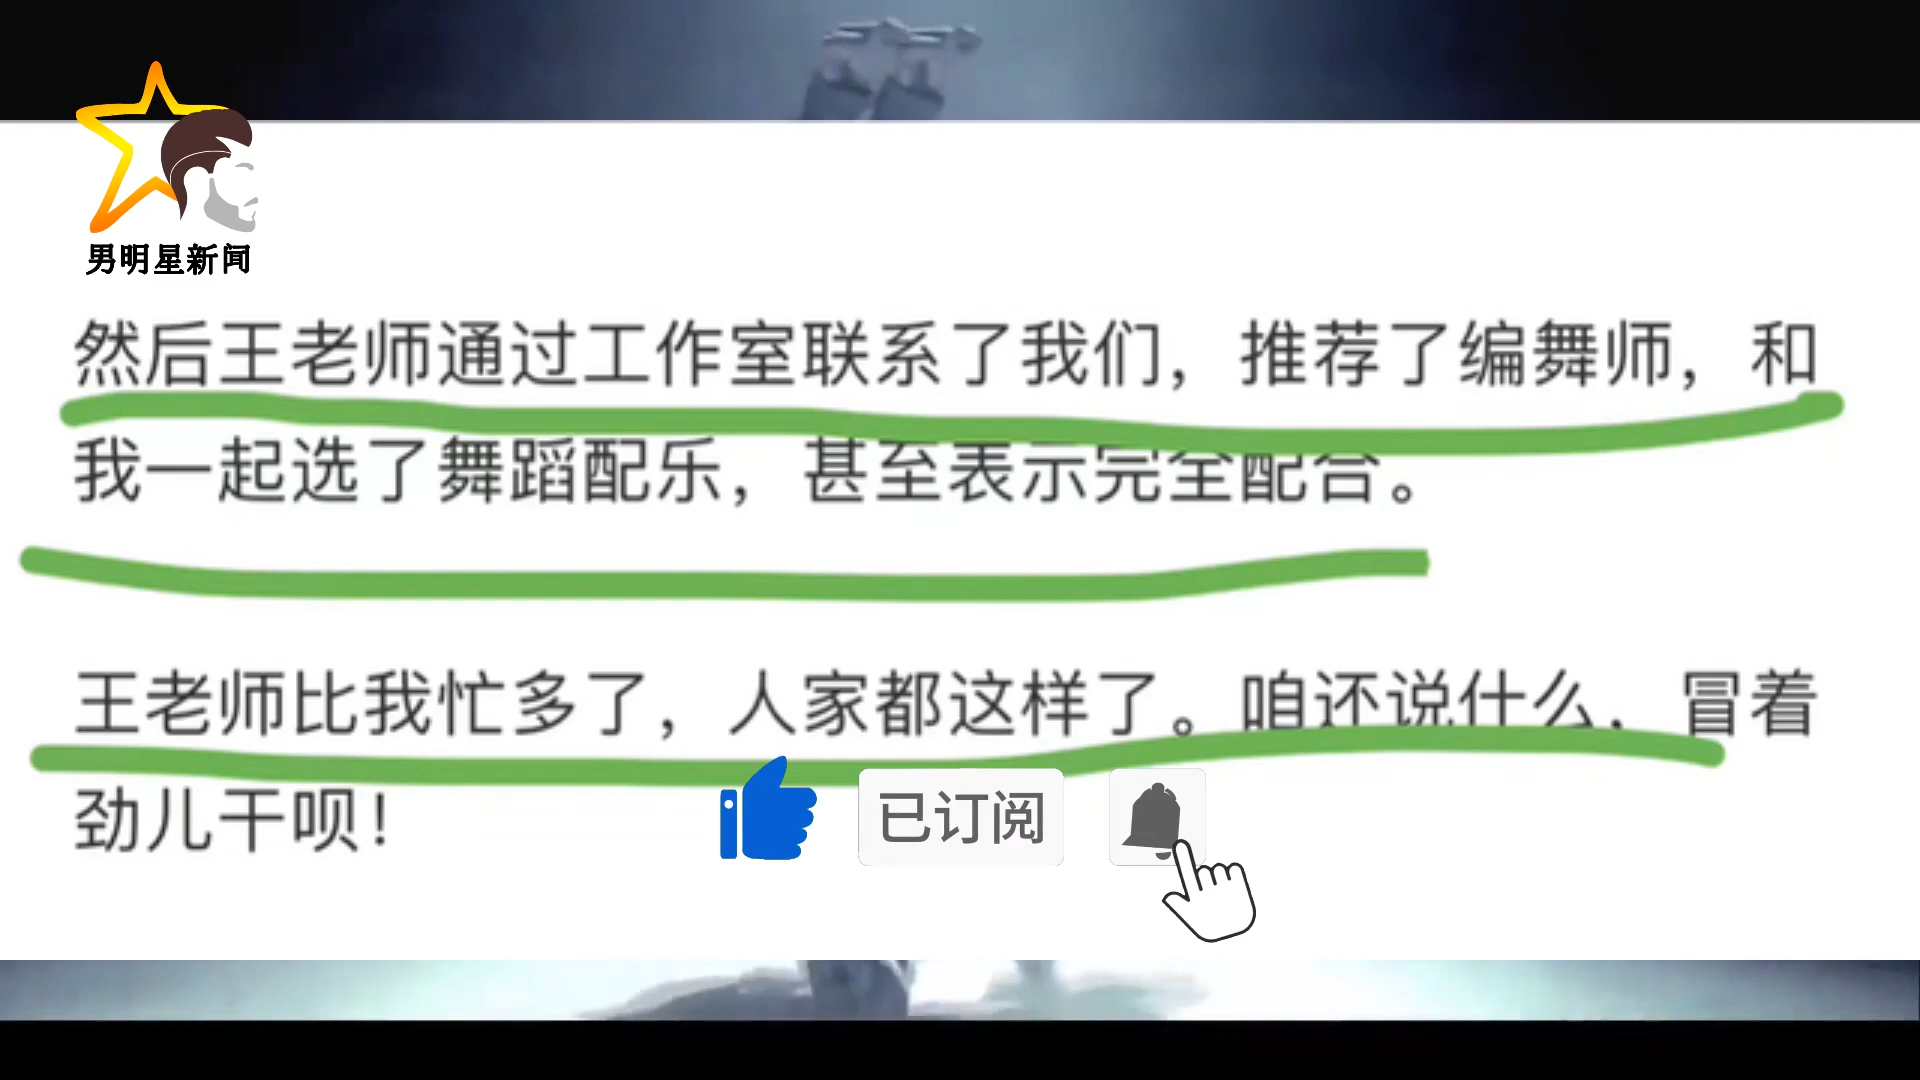 男明星新闻
然后王老师通过工作室联系了我们，推荐了编舞师，和
我一起选了舞蹈配乐，甚至表示完全配合。
王老师比我忙多了，人家都这样了。咱还说什么，冒着
劲儿干呗！
已订阅